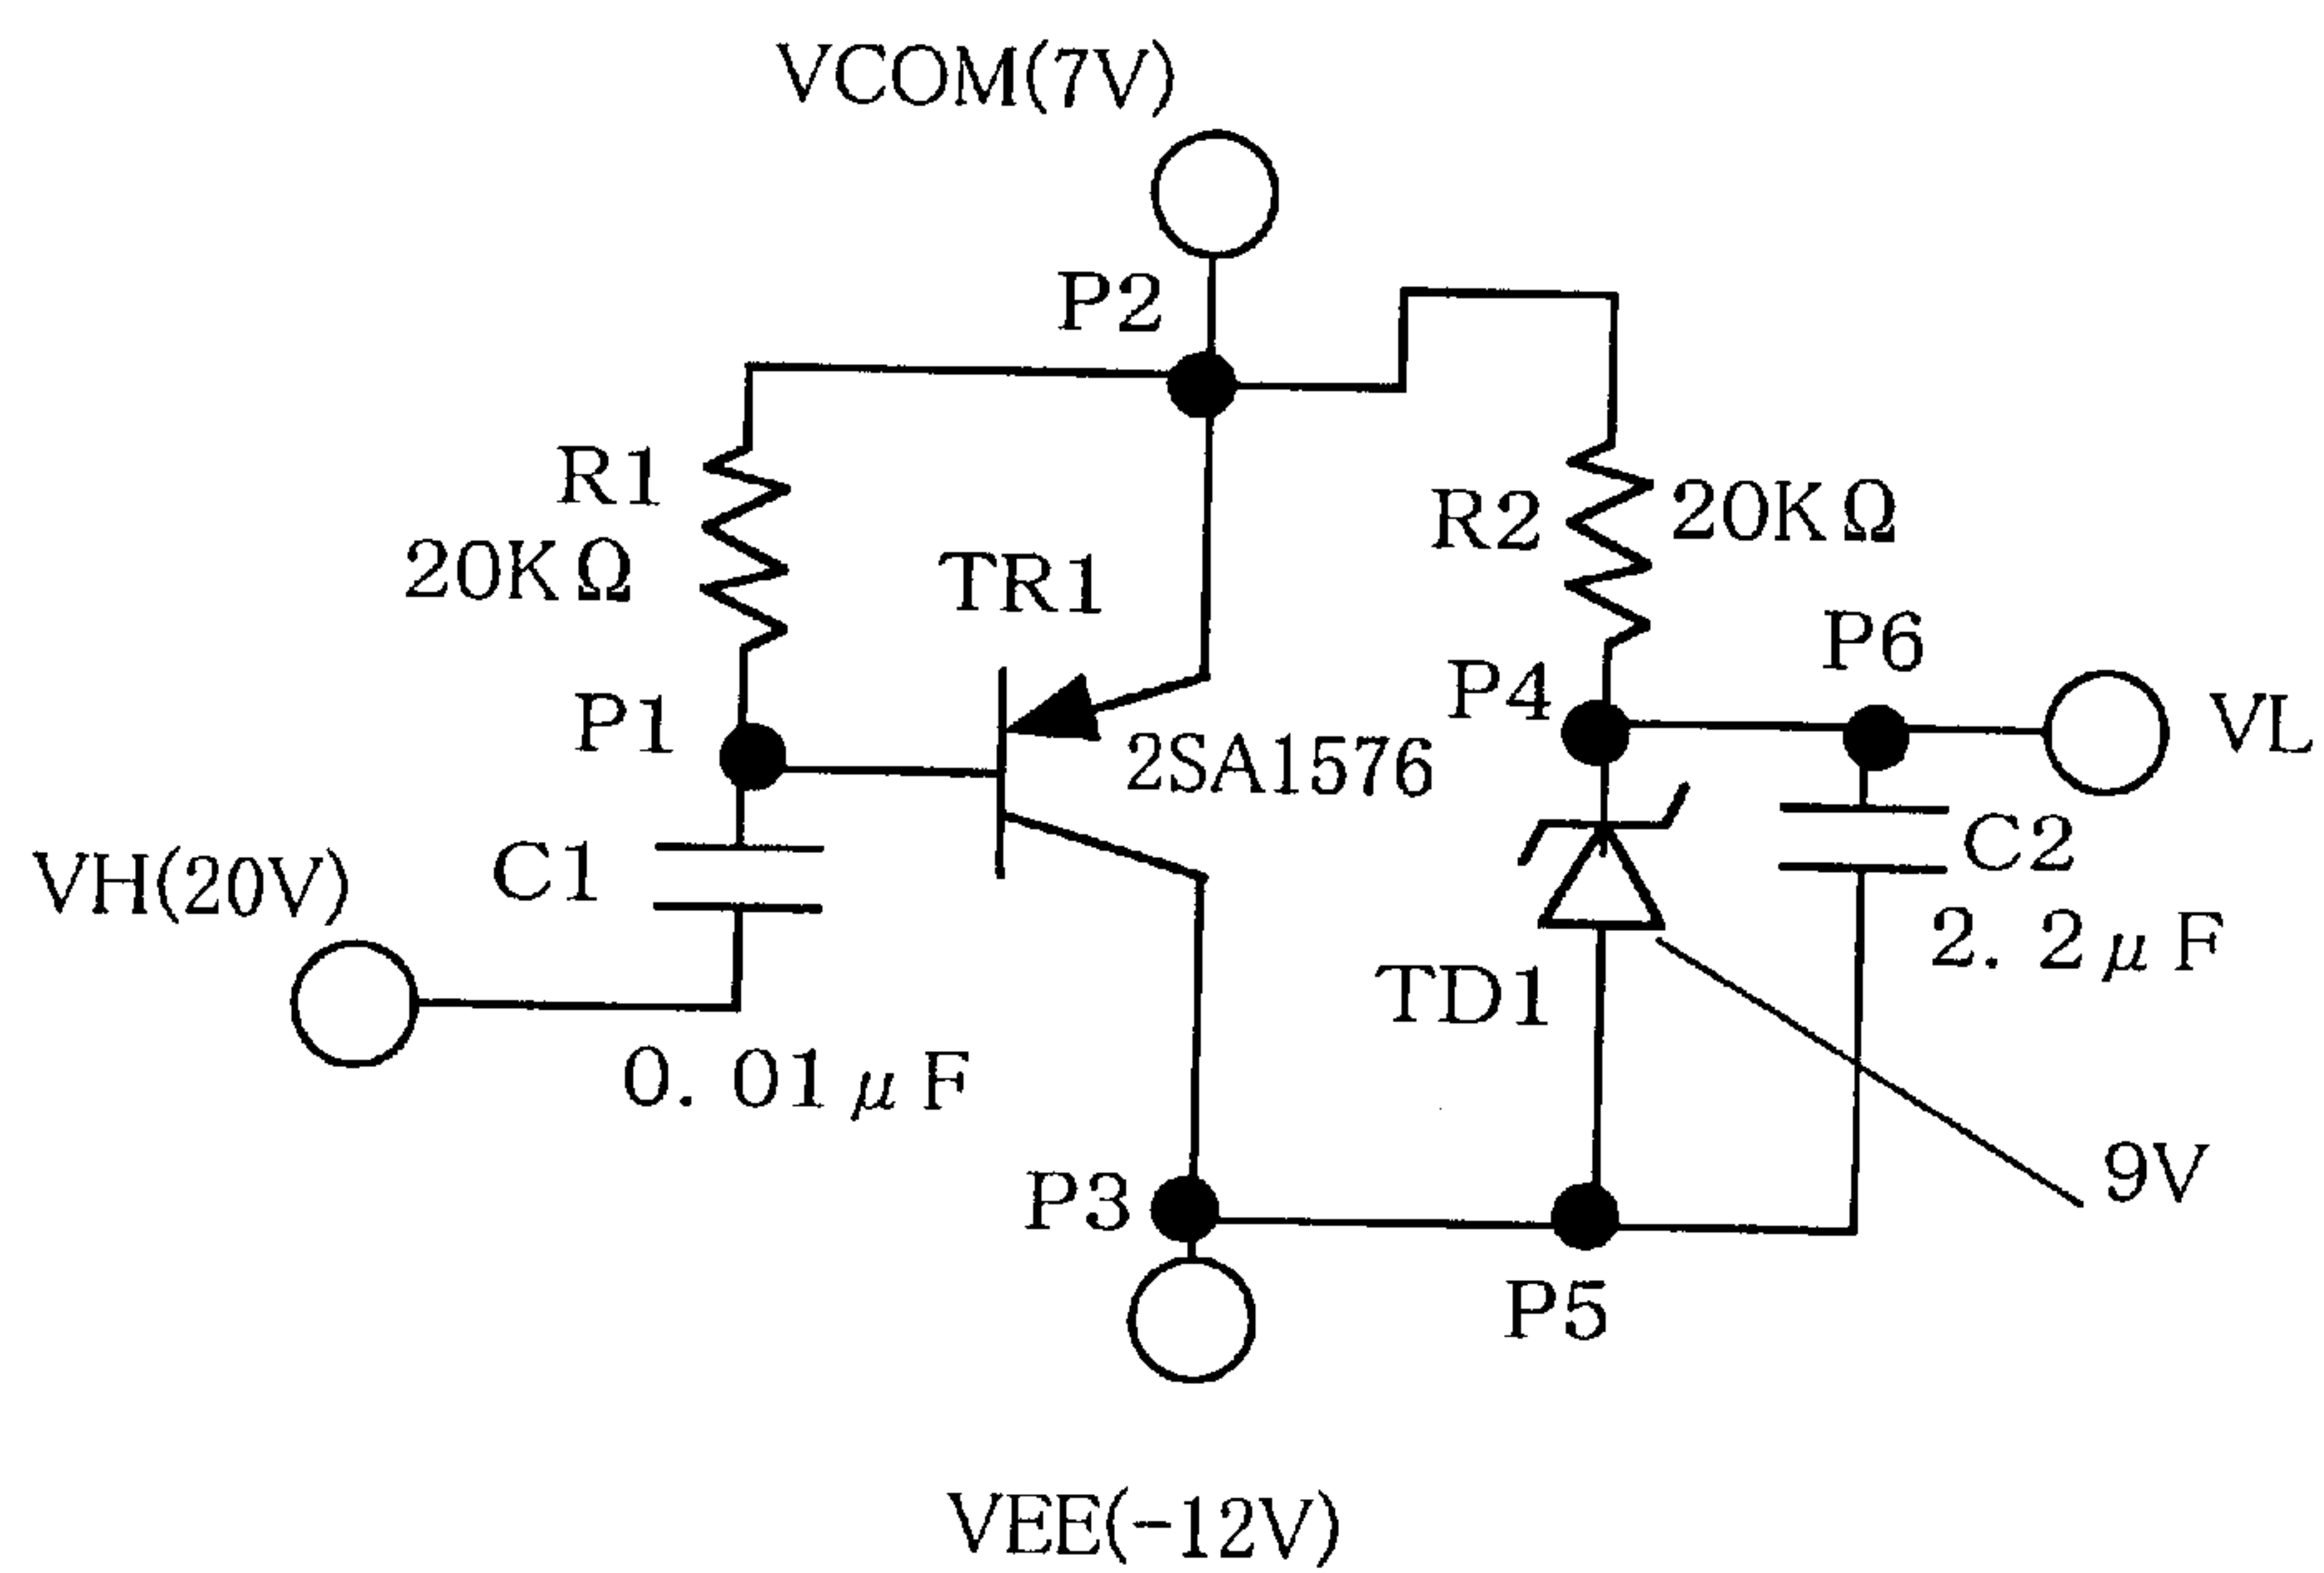 VCOM(7V)
P2
R1
20KΩ
TR1
R2
20KΩ
P6
P4
P1
2SA1576
VL
VH(20V)
C1
C2
2.2μF
TD1
0.01μF
P3
9V
P5
VEE(-12V)